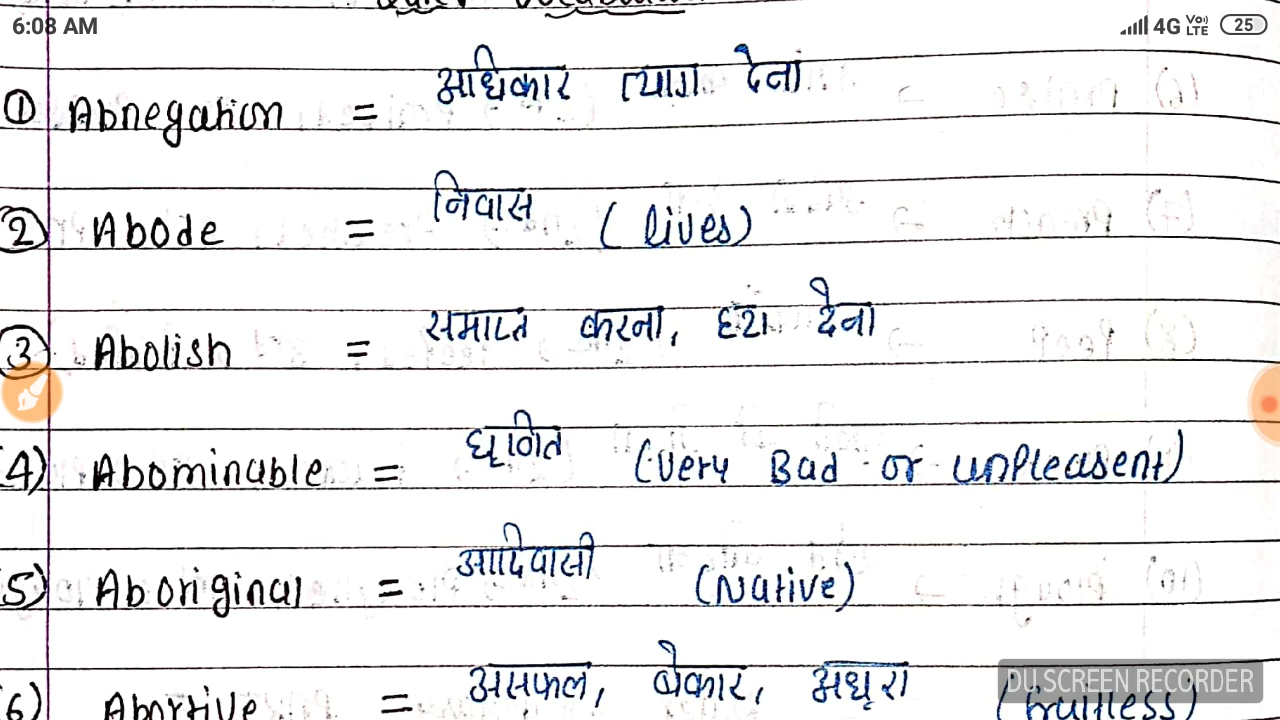 6:08 AM 4G VoLTE 25
① Abnegation = अधिकार त्याग देना
② Abode = निवास (lives)
③ Abolish = समाप्त करना, हटा देना
(4) Abominable = घृणित (very Bad or unpleasent)
(5) Aboriginal = आदिवासी (Native)
(6) Abortive = असफल, बेकार, अधूरा (fruitless)
DU SCREEN RECORDER